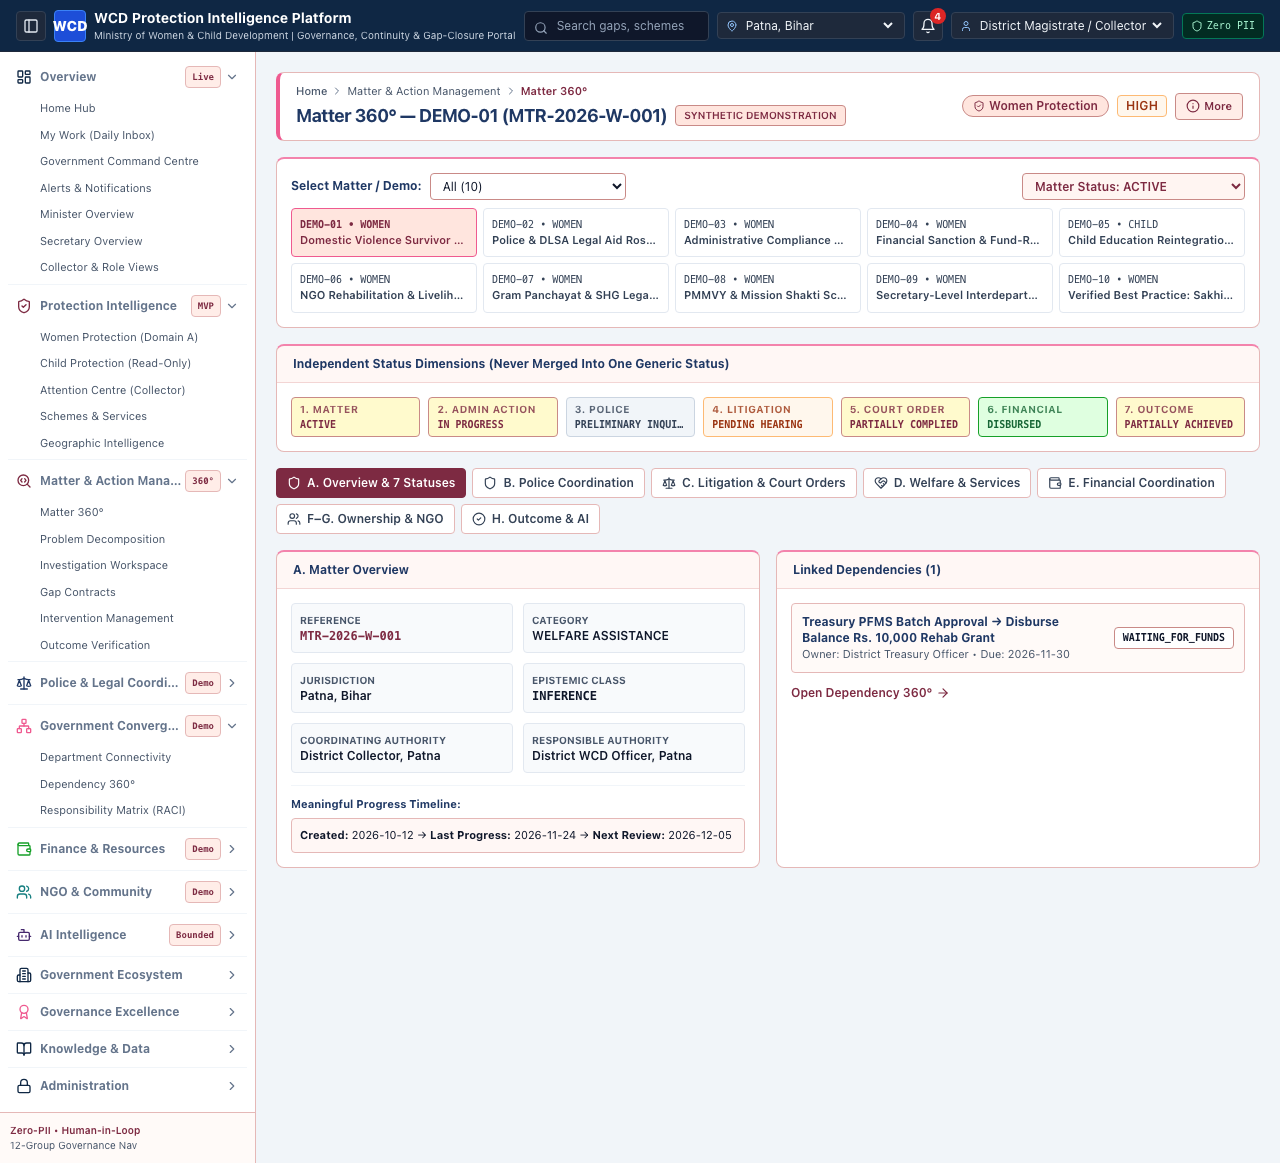 WCD
WCD Protection Intelligence Platform
Ministry of Women & Child Development | Governance, Continuity & Gap-Closure Portal
Search gaps, schemes
Patna, Bihar
4
District Magistrate / Collector
Zero PII
Overview
Live
Home Hub
My Work (Daily Inbox)
Government Command Centre
Alerts & Notifications
Minister Overview
Secretary Overview
Collector & Role Views
Protection Intelligence
MVP
Women Protection (Domain A)
Child Protection (Read-Only)
Attention Centre (Collector)
Schemes & Services
Geographic Intelligence
Matter & Action Mana...
360°
Matter 360°
Problem Decomposition
Investigation Workspace
Gap Contracts
Intervention Management
Outcome Verification
Police & Legal Coordi...
Demo
Government Converg...
Demo
Department Connectivity
Dependency 360°
Responsibility Matrix (RACI)
Finance & Resources
Demo
NGO & Community
Demo
AI Intelligence
Bounded
Government Ecosystem
Governance Excellence
Knowledge & Data
Administration
Zero-PII • Human-in-Loop
12-Group Governance Nav
Home > Matter & Action Management > Matter 360°
Matter 360° — DEMO-01 (MTR-2026-W-001)
SYNTHETIC DEMONSTRATION
Women Protection
HIGH
More
Select Matter / Demo:
All (10)
Matter Status: ACTIVE
DEMO-01 • WOMEN
Domestic Violence Survivor ...
DEMO-02 • WOMEN
Police & DLSA Legal Aid Ros...
DEMO-03 • WOMEN
Administrative Compliance ...
DEMO-04 • WOMEN
Financial Sanction & Fund-R...
DEMO-05 • CHILD
Child Education Reintegratio...
DEMO-06 • WOMEN
NGO Rehabilitation & Livelih...
DEMO-07 • WOMEN
Gram Panchayat & SHG Lega...
DEMO-08 • WOMEN
PMMVY & Mission Shakti Sc...
DEMO-09 • WOMEN
Secretary-Level Interdepart...
DEMO-10 • WOMEN
Verified Best Practice: Sakhi...
Independent Status Dimensions (Never Merged Into One Generic Status)
1. MATTER
ACTIVE
2. ADMIN ACTION
IN PROGRESS
3. POLICE
PRELIMINARY INQUI...
4. LITIGATION
PENDING HEARING
5. COURT ORDER
PARTIALLY COMPLIED
6. FINANCIAL
DISBURSED
7. OUTCOME
PARTIALLY ACHIEVED
A. Overview & 7 Statuses
B. Police Coordination
C. Litigation & Court Orders
D. Welfare & Services
E. Financial Coordination
F–G. Ownership & NGO
H. Outcome & AI
A. Matter Overview
REFERENCE
MTR-2026-W-001
CATEGORY
WELFARE ASSISTANCE
JURISDICTION
Patna, Bihar
EPISTEMIC CLASS
INFERENCE
COORDINATING AUTHORITY
District Collector, Patna
RESPONSIBLE AUTHORITY
District WCD Officer, Patna
Meaningful Progress Timeline:
Created: 2026-10-12 → Last Progress: 2026-11-24 → Next Review: 2026-12-05
Linked Dependencies (1)
Treasury PFMS Batch Approval → Disburse
Balance Rs. 10,000 Rehab Grant
Owner: District Treasury Officer • Due: 2026-11-30
WAITING_FOR_FUNDS
Open Dependency 360° →